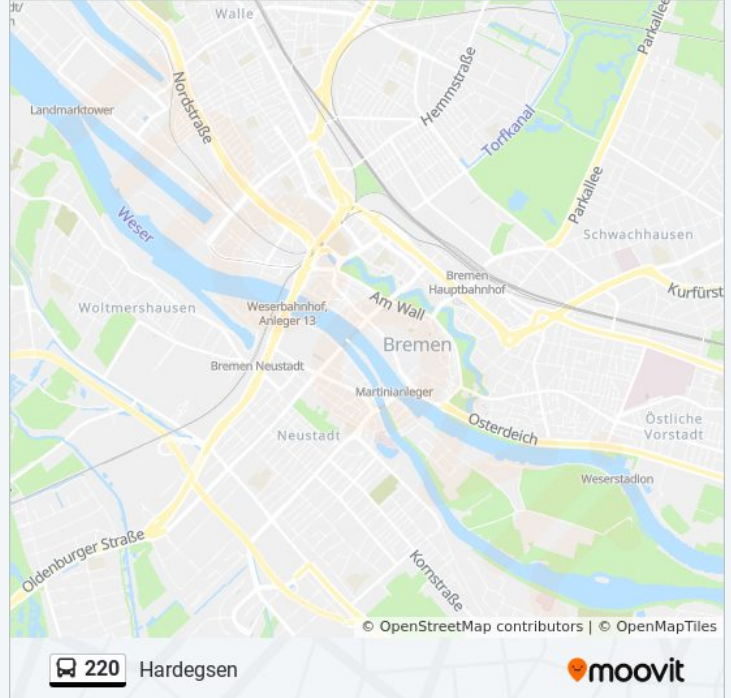 dt/
Walle
Parkallee
Hemmstraße
Nordstraße
Landmarktower
Torfkanal
Parkallee
Weser
Schwachhausen
Bremen
Hauptbahnhof
Kurfürst
Am Wall
Woltmershausen
Weserbahnhof,
Anleger 13
Bremen
Bremen Neustadt
Martinianleger
Osterdeich
Östliche
Vorstadt
Neustadt
Weserstadion
Oldenburger Straße
Kornstraße
© OpenStreetMap contributors | © OpenMapTiles
220 Hardegsen
moovit